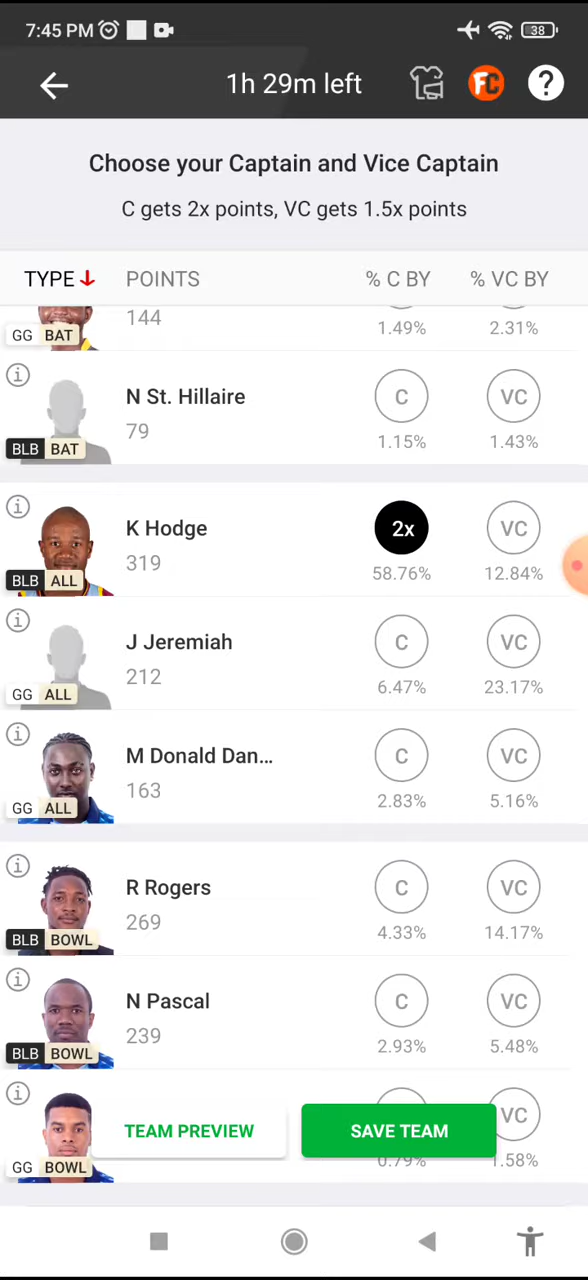 7:45 PM 38
1h 29m left FC ?
Choose your Captain and Vice Captain
C gets 2x points, VC gets 1.5x points
TYPE POINTS % C BY % VC BY
144
GG BAT 1.49% 2.31%
i N St. Hillaire C VC
79
BLB BAT 1.15% 1.43%
i K Hodge 2x VC
319
BLB ALL 58.76% 12.84%
i J Jeremiah C VC
212
GG ALL 6.47% 23.17%
i M Donald Dan... C VC
163
GG ALL 2.83% 5.16%
i R Rogers C VC
269
BLB BOWL 4.33% 14.17%
i N Pascal C VC
239
BLB BOWL 2.93% 5.48%
i VC
TEAM PREVIEW SAVE TEAM
GG BOWL 0.79% 1.58%